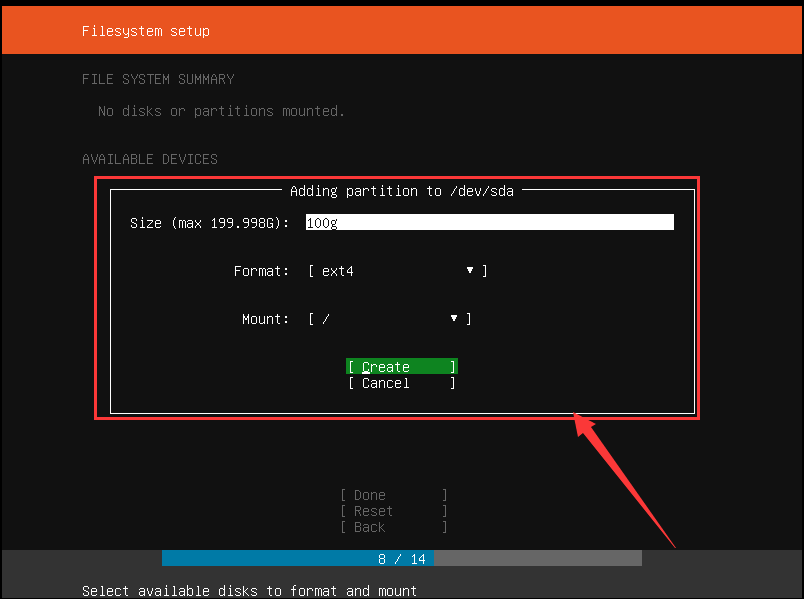 Filesystem setup
FILE SYSTEM SUMMARY
No disks or partitions mounted.
AVAILABLE DEVICES
Adding partition to /dev/sda
Size (max 199.998G): 100g
Format: [ ext4 ▼ ]
Mount: [ / ▼ ]
[ Create ]
[ Cancel ]
[ Done ]
[ Reset ]
[ Back ]
8 / 14
Select available disks to format and mount